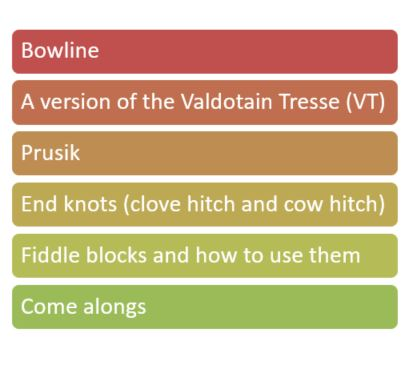 Bowline
A version of the Valdotain Tresse (VT)
Prusik
End knots (clove hitch and cow hitch)
Fiddle blocks and how to use them
Come alongs